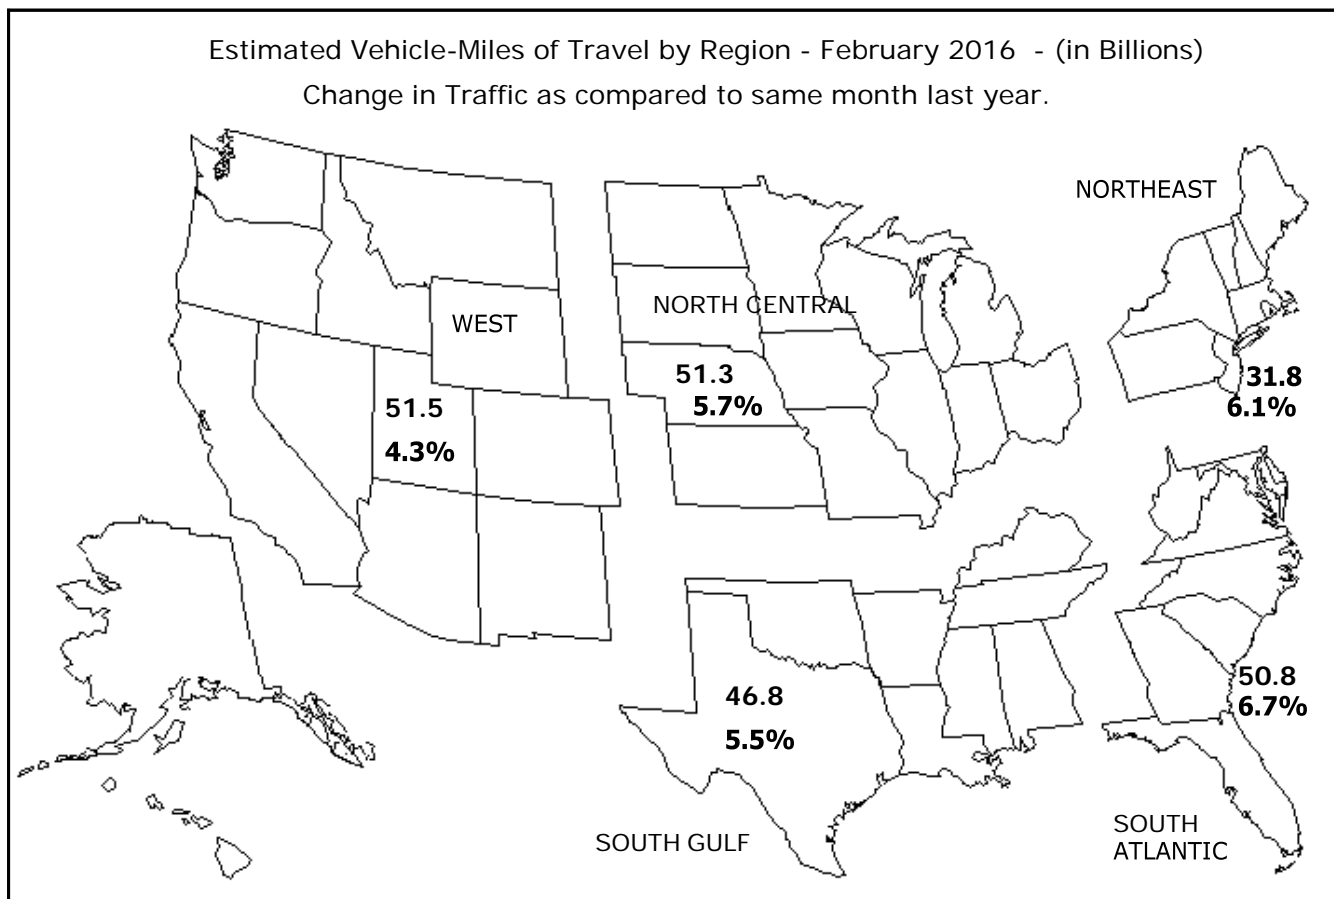 Estimated Vehicle-Miles of Travel by Region - February 2016 - (in Billions)
Change in Traffic as compared to same month last year.
NORTHEAST
NORTH CENTRAL
WEST
51.3
5.7%
31.8
6.1%
51.5
4.3%
50.8
6.7%
46.8
5.5%
SOUTH GULF
SOUTH
ATLANTIC